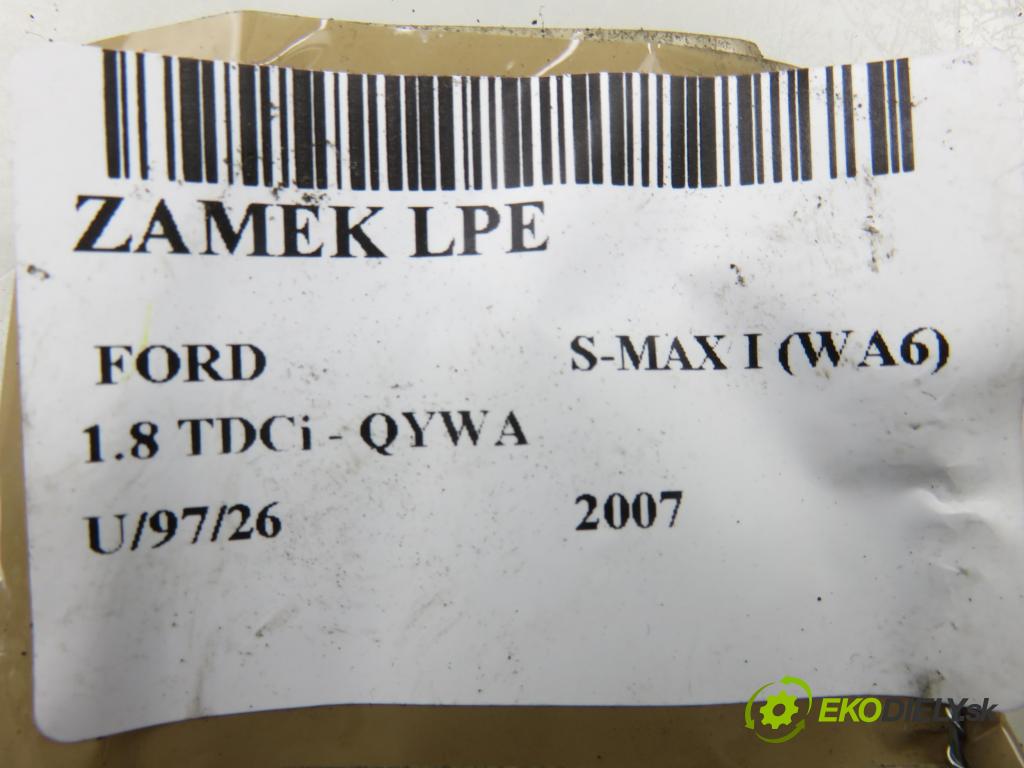 ZAMEK LPE
FORD S-MAX I (WA6)
1.8 TDCi - QYWA
U/97/26 2007
EKODIELY.sk